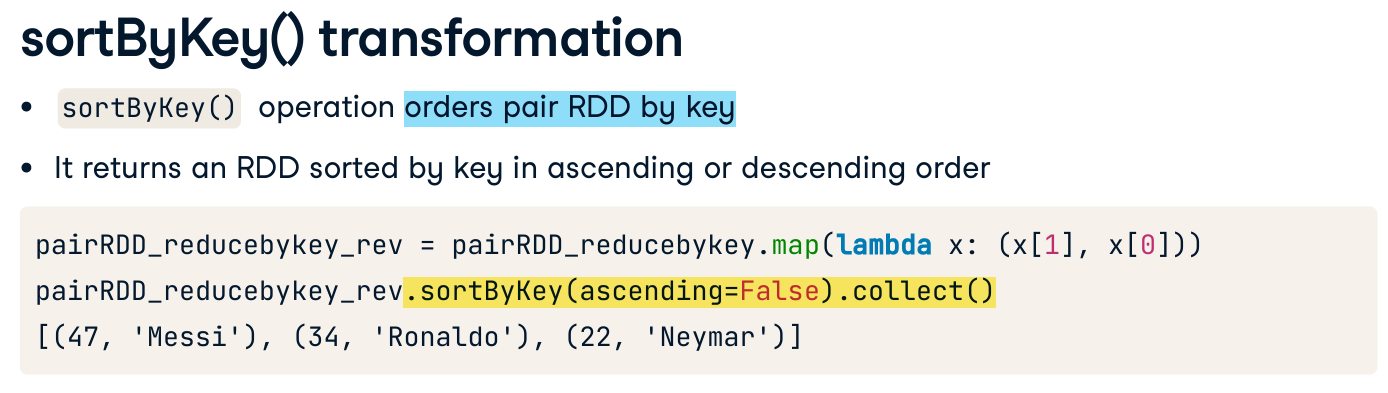 sortByKey() transformation
• sortByKey() operation orders pair RDD by key
• It returns an RDD sorted by key in ascending or descending order
pairRDD_reducebykey_rev = pairRDD_reducebykey.map(lambda x: (x[1], x[0]))
pairRDD_reducebykey_rev.sortByKey(ascending=False).collect()
[(47, 'Messi'), (34, 'Ronaldo'), (22, 'Neymar')]